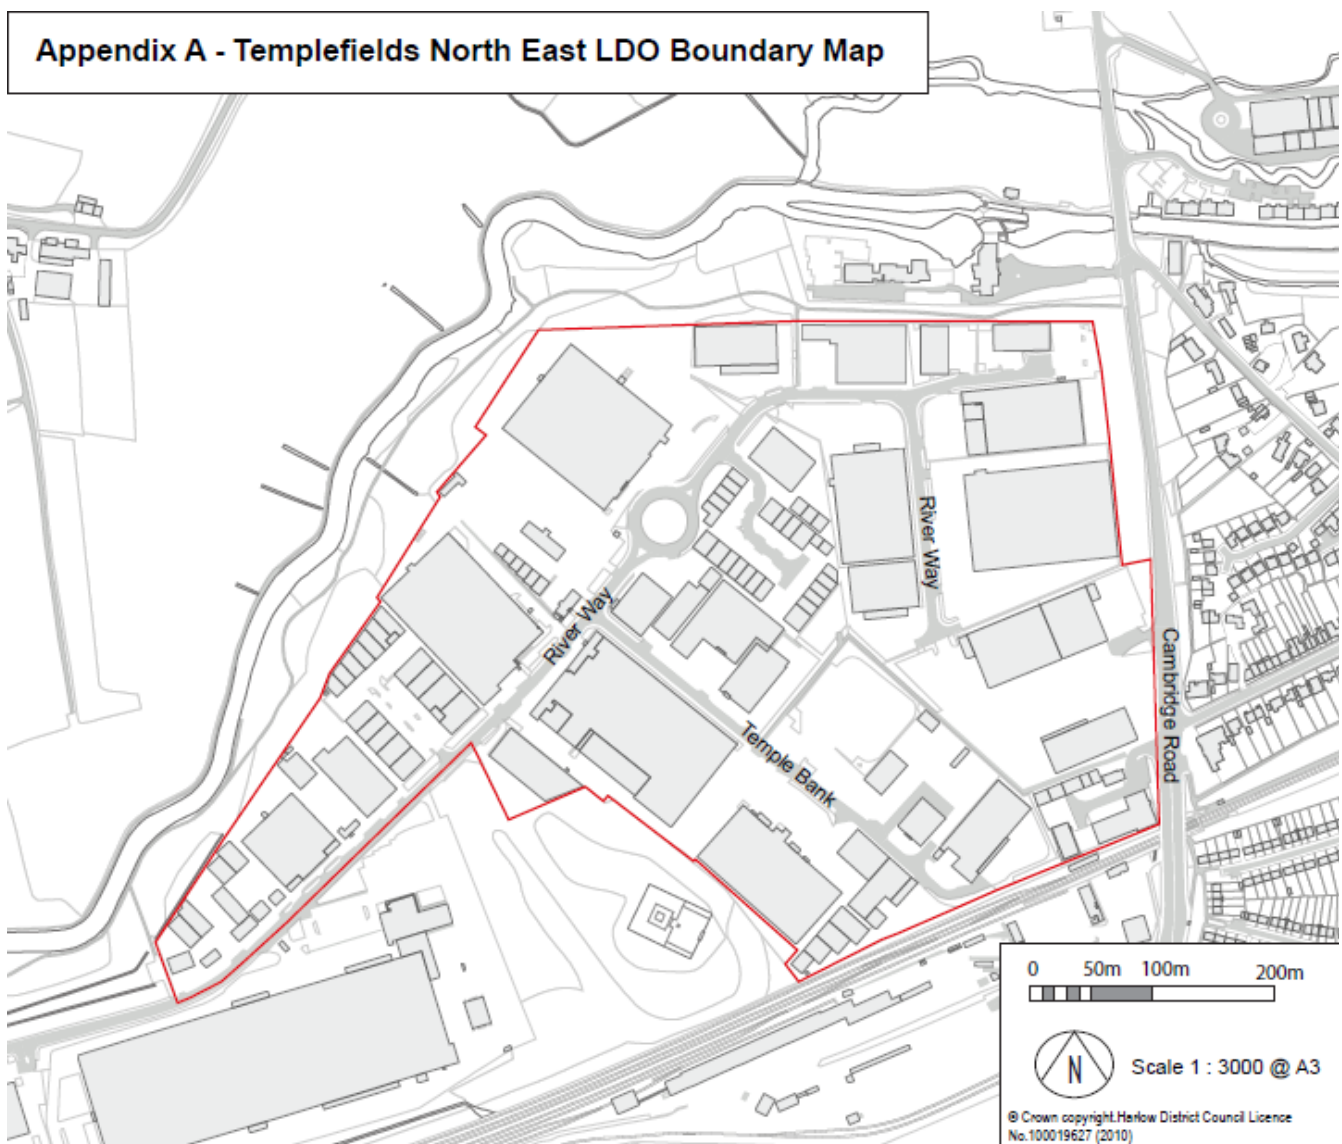 Appendix A - Templefields North East LDO Boundary Map
River Way
River Way
Temple Bank
Cambridge Road
0 50m 100m 200m
N
Scale 1 : 3000 @ A3
© Crown copyright.Harlow District Council Licence
No.100019627 (2010)